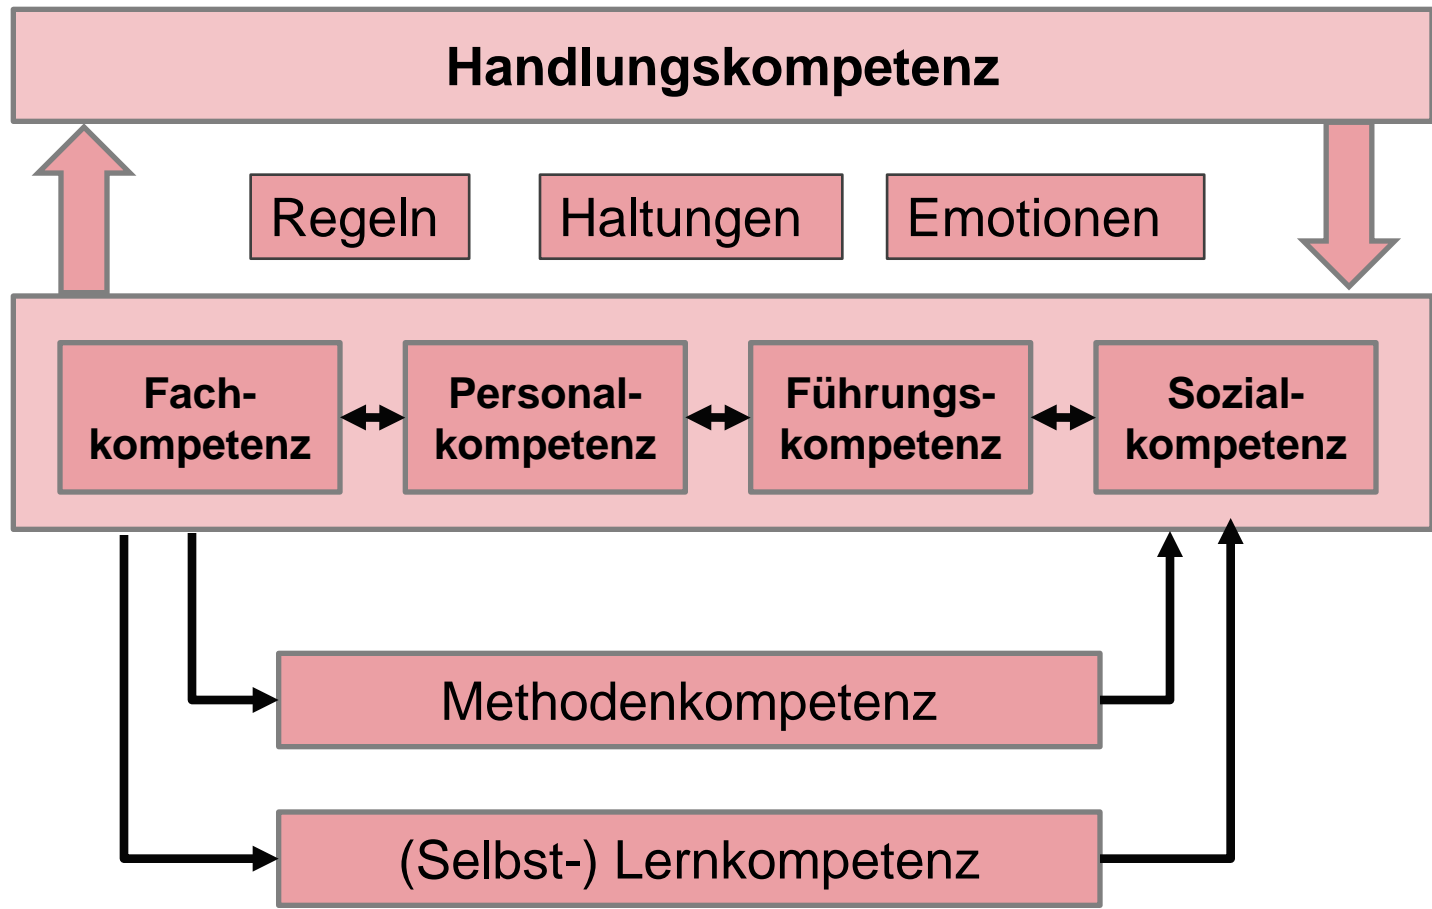 Handlungskompetenz
Regeln
Haltungen
Emotionen
Fach-
kompetenz
Personal-
kompetenz
Führungs-
kompetenz
Sozial-
kompetenz
Methodenkompetenz
(Selbst-) Lernkompetenz